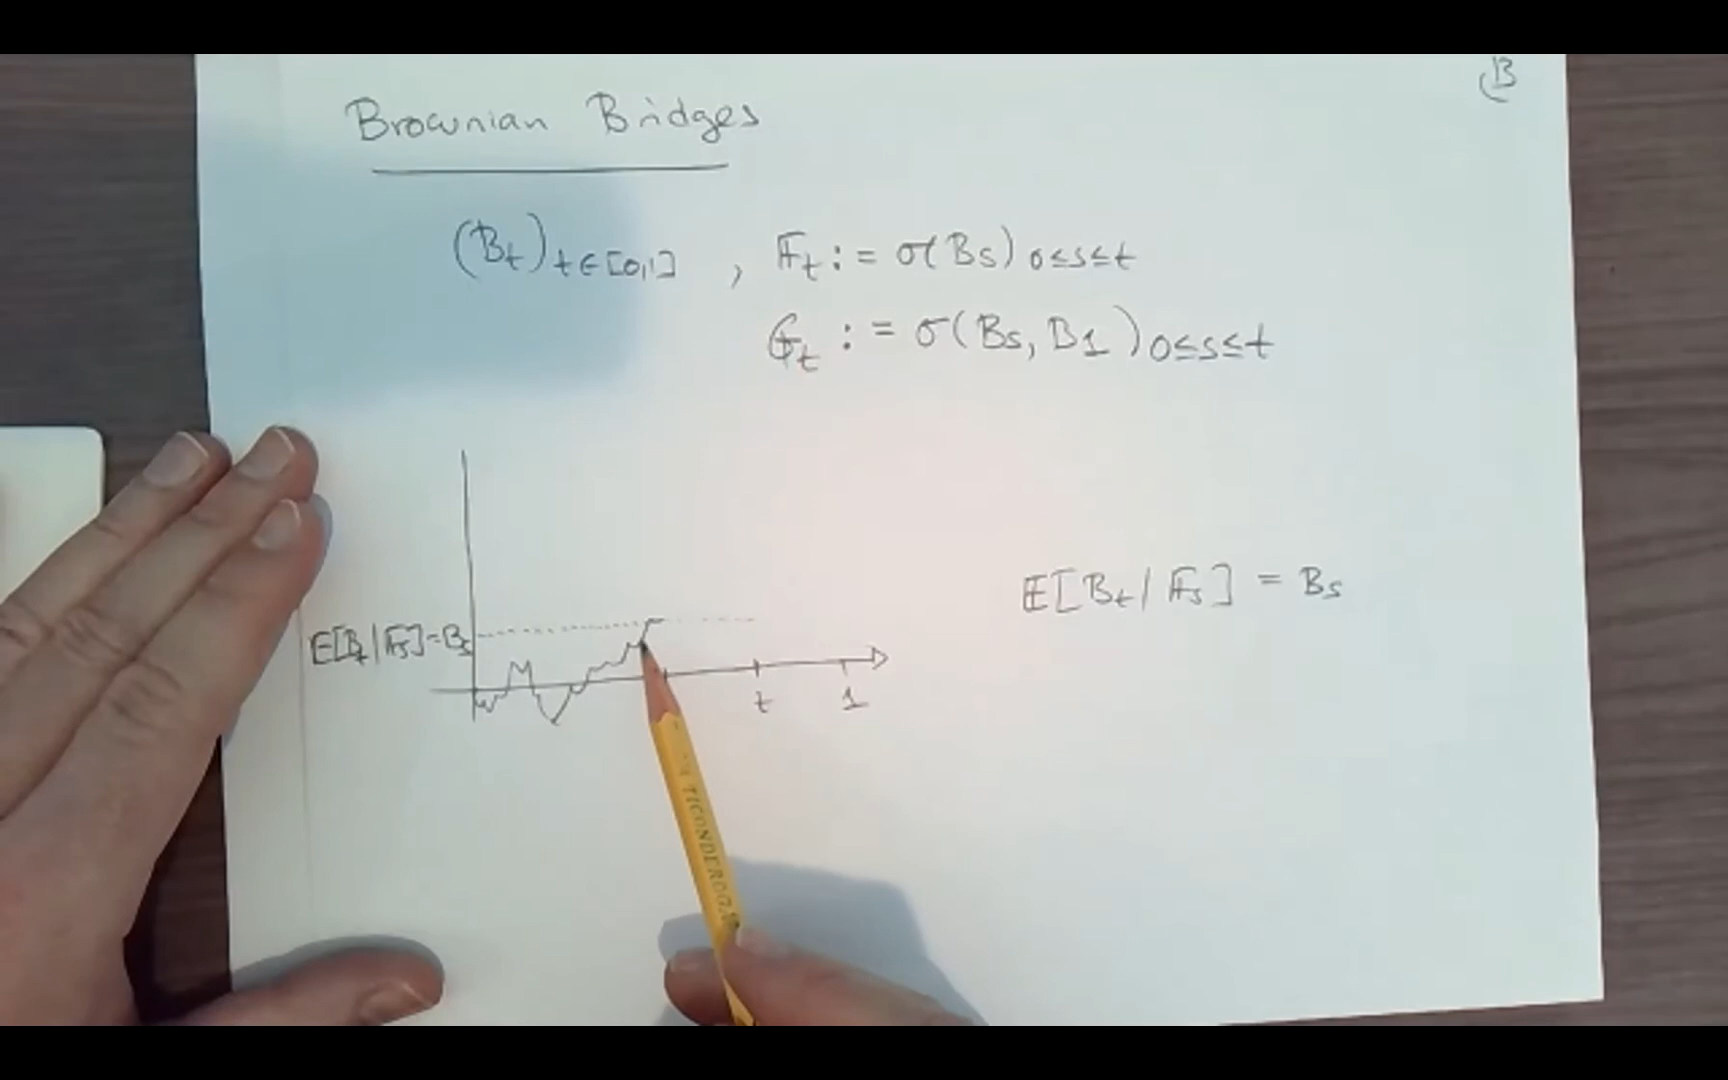 B
Brownian Bridges
(B_t)_{t∈[0,1]} , F_t := σ(B_s)_{0≤s≤t}
G_t := σ(B_s, B_1)_{0≤s≤t}
E[B_t | F_s] = B_s
E[B_t|F_s]=B_s
t 1
TICONDEROGA